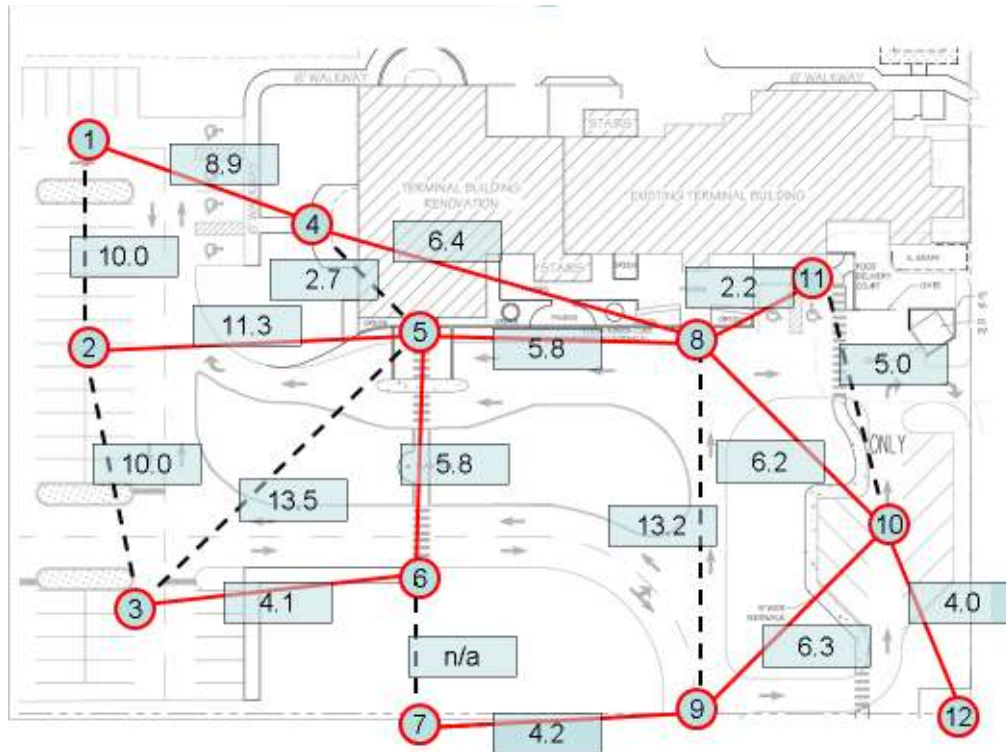 6' WALKWAY
6' WALKWAY
STAIRS
1
8.9
TERMINAL BUILDING
RENOVATION
EXISTING TERMINAL BUILDING
4
6.4
10.0
2.7
STAIRS
2.2
11
FOOD
DELIVERY
COURT
11.3
5
5.8
8
2
5.0
ONLY
10.0
5.8
6.2
13.5
13.2
10
6
3
4.1
4.0
n/a
6.3
9
12
7
4.2